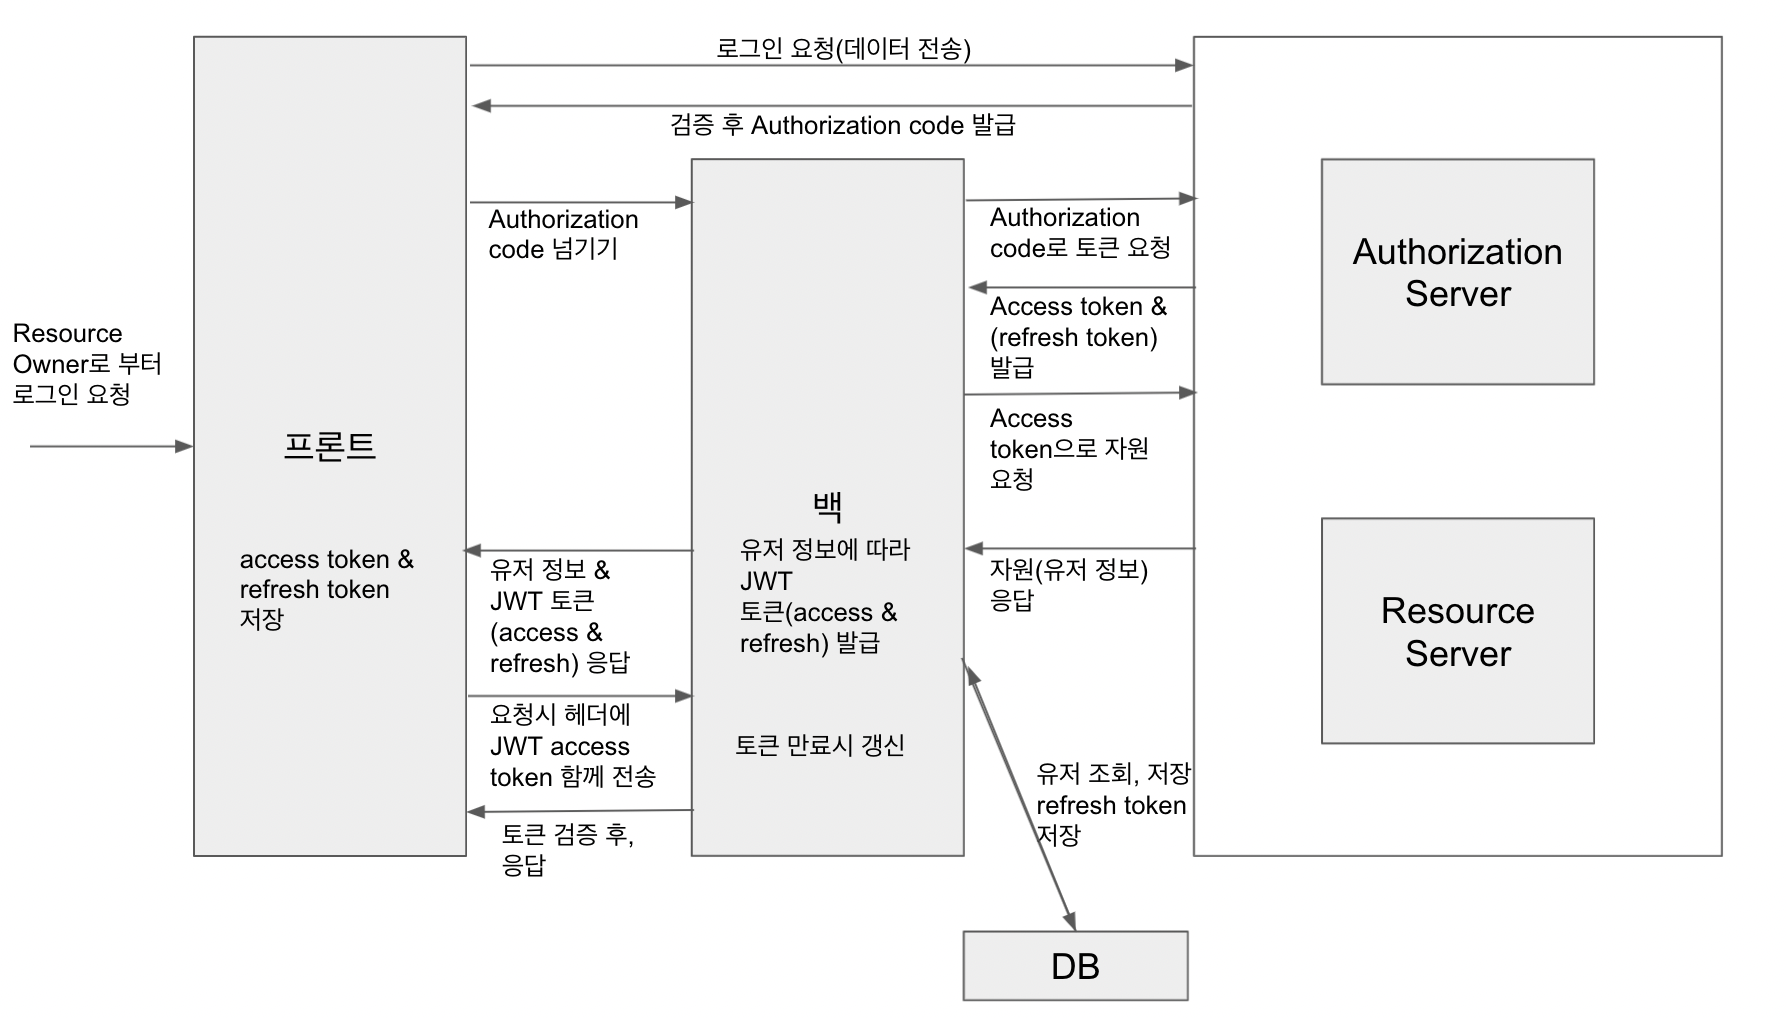 로그인 요청(데이터 전송)
검증 후 Authorization code 발급
Authorization
code 넘기기
Authorization
code로 토큰 요청
Authorization
Server
Access token &
(refresh token)
발급
Resource
Owner로 부터
로그인 요청
Access
token으로 자원
요청
프론트
백
access token &
refresh token
저장
유저 정보 &
JWT 토큰
(access &
refresh) 응답
유저 정보에 따라
JWT
토큰(access &
refresh) 발급
자원(유저 정보)
응답
Resource
Server
요청시 헤더에
JWT access
token 함께 전송
토큰 만료시 갱신
유저 조회, 저장
refresh token
저장
토큰 검증 후,
응답
DB